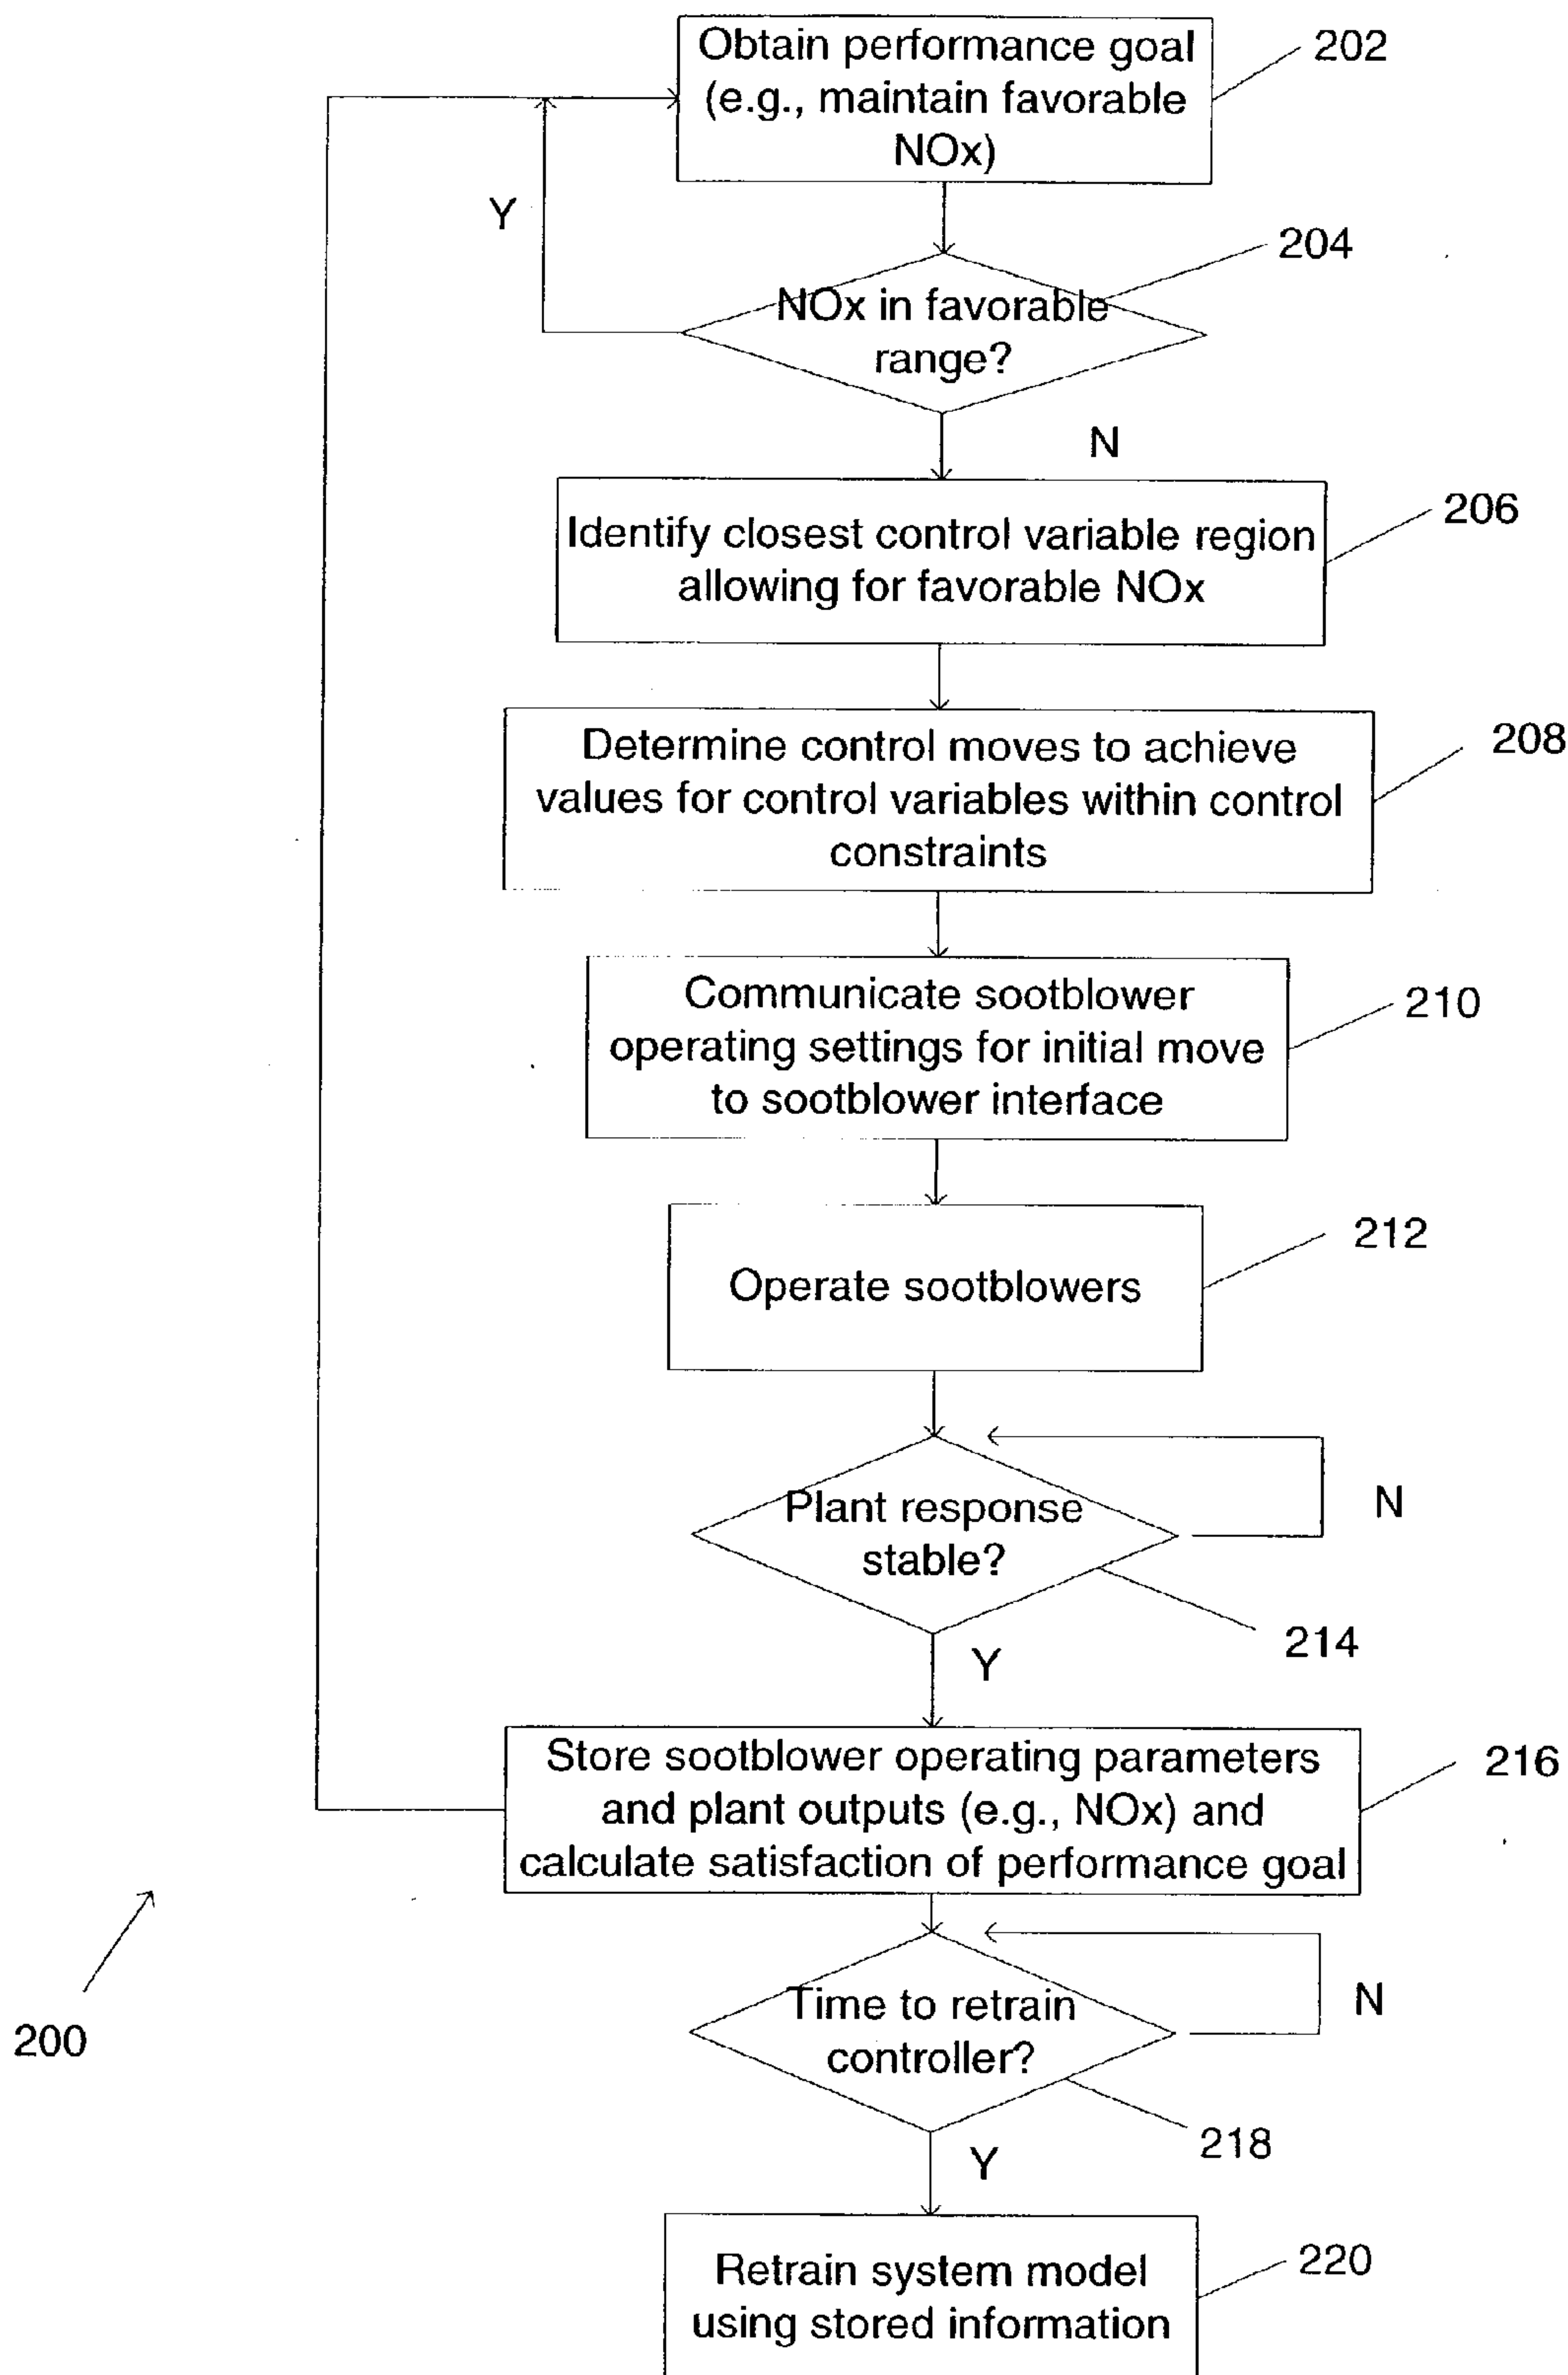 Obtain performance goal
(e.g., maintain favorable
NOx)
202
Y
204
NOx in favorable
range?
N
Identify closest control variable region
allowing for favorable NOx
206
Determine control moves to achieve
values for control variables within control
constraints
208
Communicate sootblower
operating settings for initial move
to sootblower interface
210
Operate sootblowers
212
Plant response
stable?
N
214
Y
Store sootblower operating parameters
and plant outputs (e.g., NOx) and
calculate satisfaction of performance goal
216
Time to retrain
controller?
N
200
218
Y
Retrain system model
using stored information
220